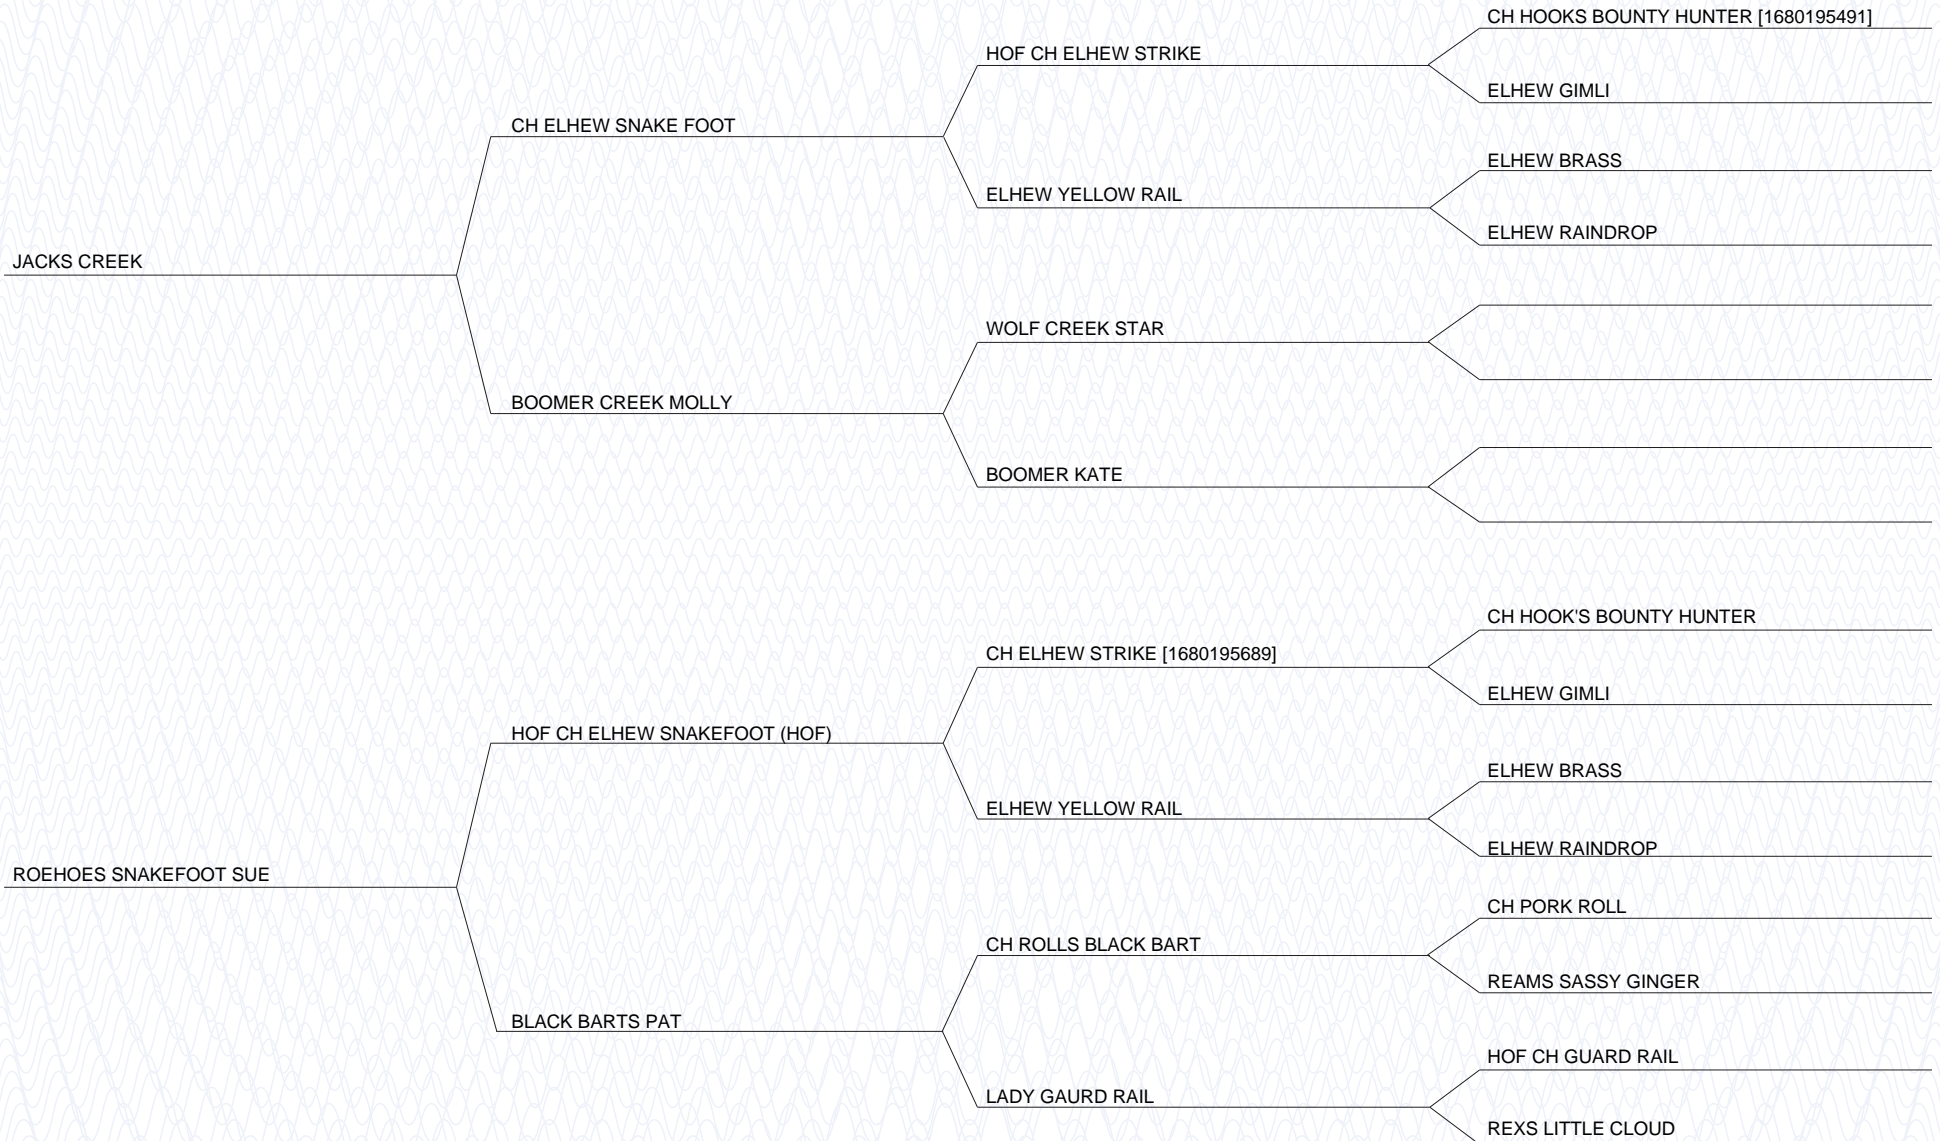 CH HOOKS BOUNTY HUNTER [1680195491]
HOF CH ELHEW STRIKE
ELHEW GIMLI
CH ELHEW SNAKE FOOT
ELHEW BRASS
ELHEW YELLOW RAIL
ELHEW RAINDROP
JACKS CREEK
WOLF CREEK STAR
BOOMER CREEK MOLLY
BOOMER KATE
CH HOOK'S BOUNTY HUNTER
CH ELHEW STRIKE [1680195689]
ELHEW GIMLI
HOF CH ELHEW SNAKEFOOT (HOF)
ELHEW BRASS
ELHEW YELLOW RAIL
ELHEW RAINDROP
ROEHOES SNAKEFOOT SUE
CH PORK ROLL
CH ROLLS BLACK BART
REAMS SASSY GINGER
BLACK BARTS PAT
HOF CH GUARD RAIL
LADY GAURD RAIL
REXS LITTLE CLOUD